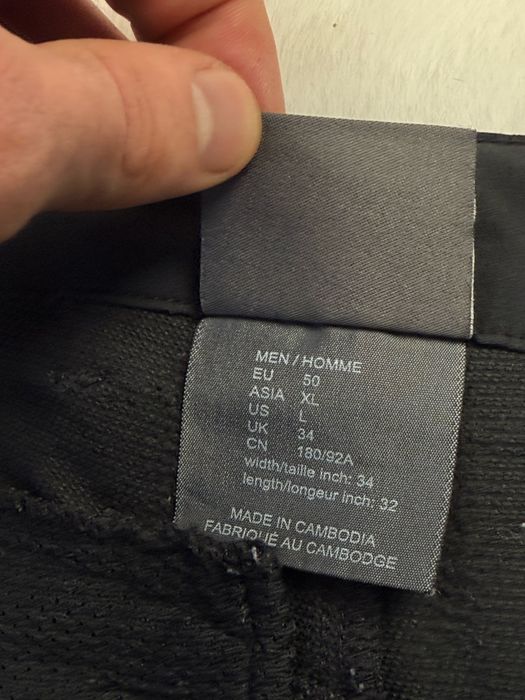 MEN / HOMME
EU 50
ASIA XL
US L
UK 34
CN 180/92A
width/taille inch: 34
length/longeur inch: 32
MADE IN CAMBODIA
FABRIQUÉ AU CAMBODGE